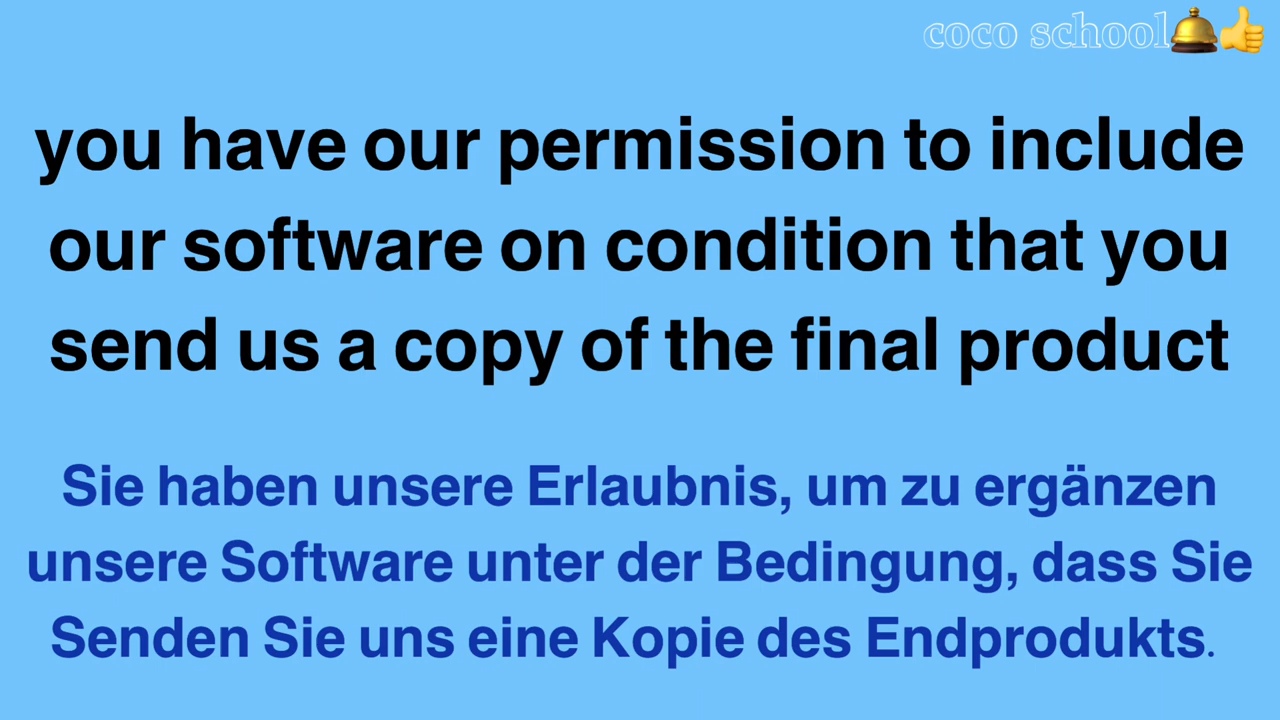 coco school
you have our permission to include
our software on condition that you
send us a copy of the final product
Sie haben unsere Erlaubnis, um zu ergänzen
unsere Software unter der Bedingung, dass Sie
Senden Sie uns eine Kopie des Endprodukts.